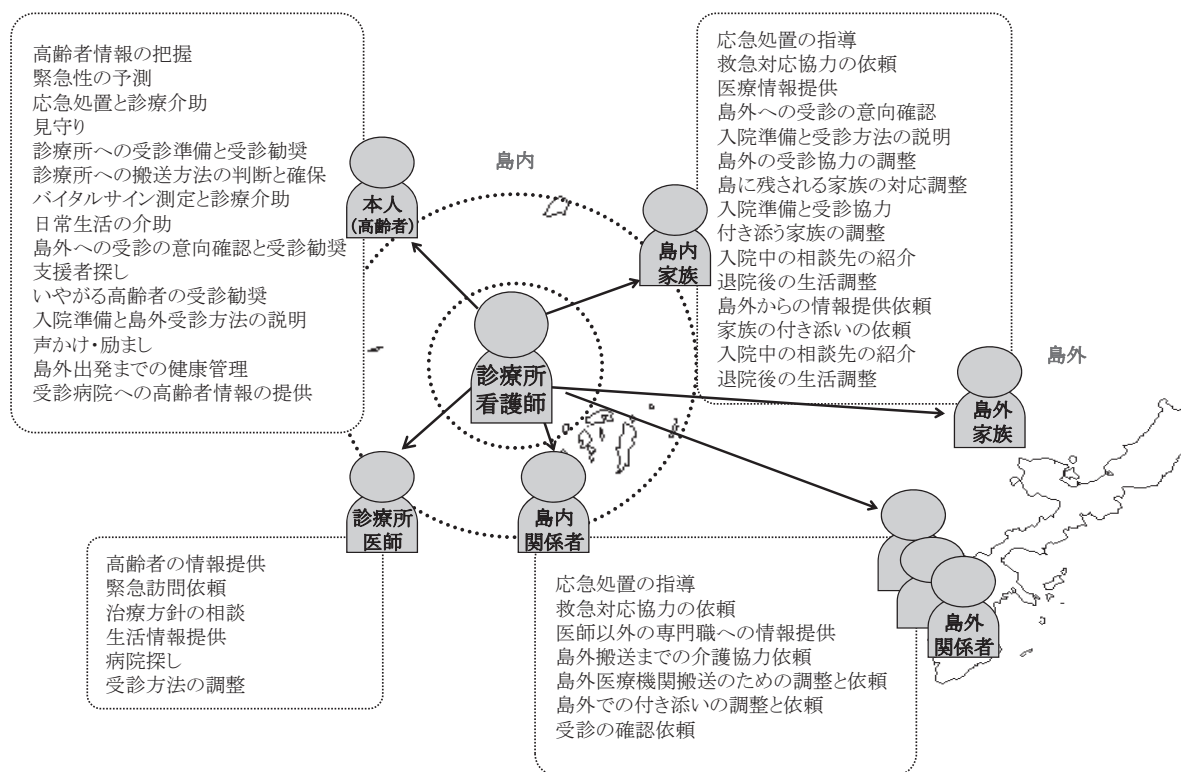 高齢者情報の把握
緊急性の予測
応急処置と診療介助
見守り
診療所への受診準備と受診勧奨
診療所への搬送方法の判断と確保
バイタルサイン測定と診療介助
日常生活の介助
島外への受診の意向確認と受診勧奨
支援者探し
いやがる高齢者の受診勧奨
入院準備と島外受診方法の説明
声かけ・励まし
島外出発までの健康管理
受診病院への高齢者情報の提供
本人
(高齢者)
島内
島内
家族
応急処置の指導
救急対応協力の依頼
医療情報提供
島外への受診の意向確認
入院準備と受診方法の説明
島外の受診協力の調整
島に残される家族の対応調整
入院準備と受診協力
付き添う家族の調整
入院中の相談先の紹介
退院後の生活調整
島外からの情報提供依頼
家族の付き添いの依頼
入院中の相談先の紹介
退院後の生活調整
島外
診療所
看護師
島外
家族
診療所
医師
島内
関係者
島外
関係者
高齢者の情報提供
緊急訪問依頼
治療方針の相談
生活情報提供
病院探し
受診方法の調整
応急処置の指導
救急対応協力の依頼
医師以外の専門職への情報提供
島外搬送までの介護協力依頼
島外医療機関搬送のための調整と依頼
島外での付き添いの調整と依頼
受診の確認依頼